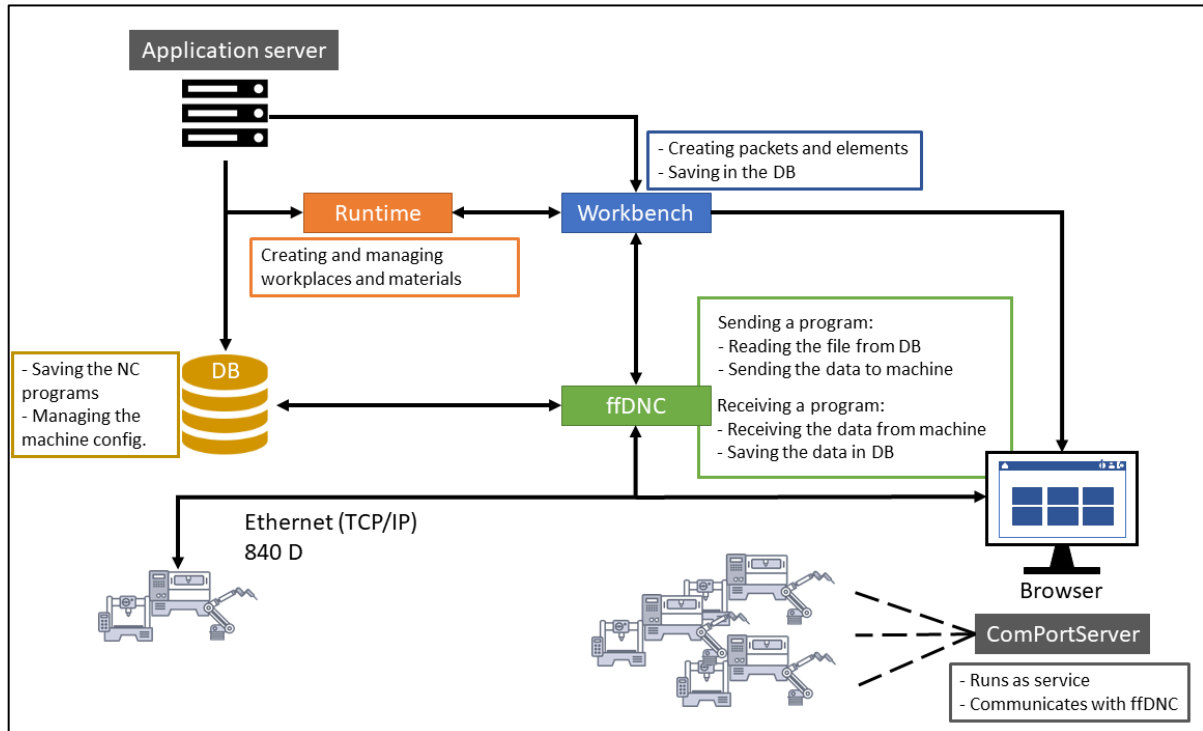 Application server
- Creating packets and elements
- Saving in the DB
Runtime
Workbench
Creating and managing
workplaces and materials
Sending a program:
- Reading the file from DB
- Sending the data to machine
Receiving a program:
- Receiving the data from machine
- Saving the data in DB
- Saving the NC
programs
- Managing the
machine config.
DB
ffDNC
Ethernet (TCP/IP)
840 D
Browser
ComPortServer
- Runs as service
- Communicates with ffDNC